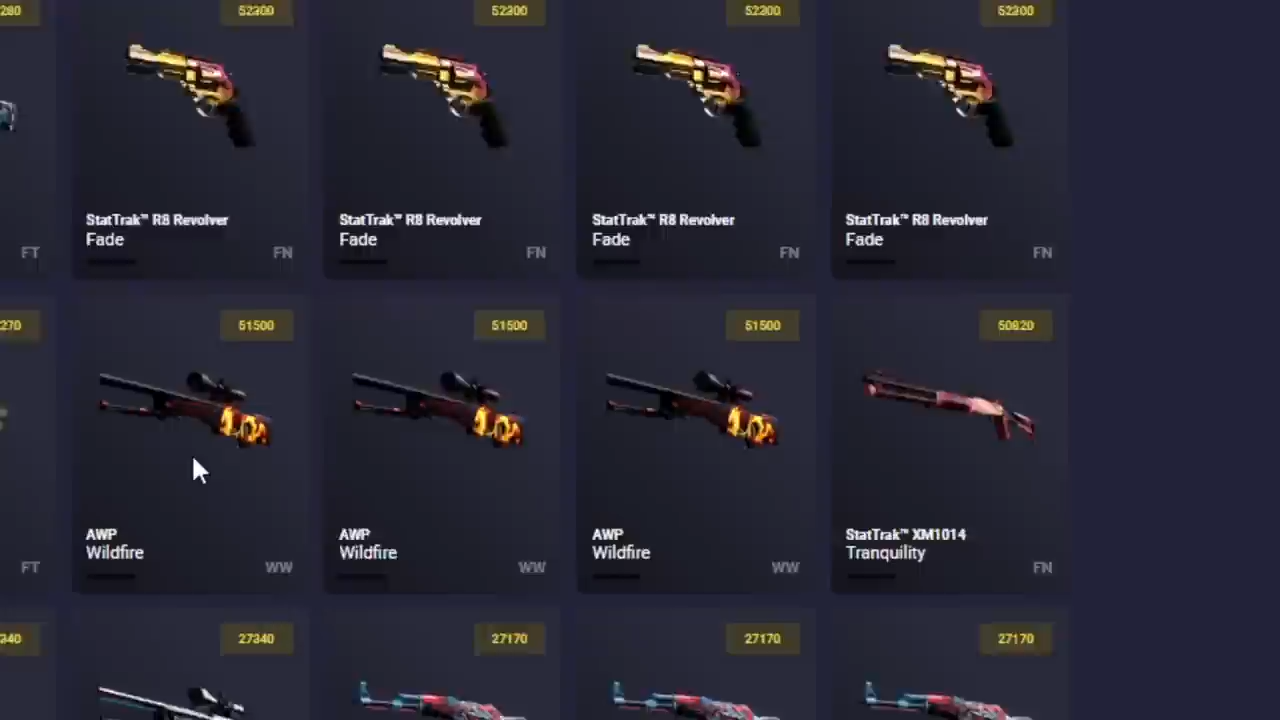 280 52300 52300 52300 52300
StatTrak™ R8 Revolver StatTrak™ R8 Revolver StatTrak™ R8 Revolver StatTrak™ R8 Revolver
Fade Fade Fade Fade
FT FN FN FN FN
270 51500 51500 51500 50820
AWP AWP AWP StatTrak™ XM1014
Wildfire Wildfire Wildfire Tranquility
FT WW WW WW FN
340 27340 27170 27170 27170